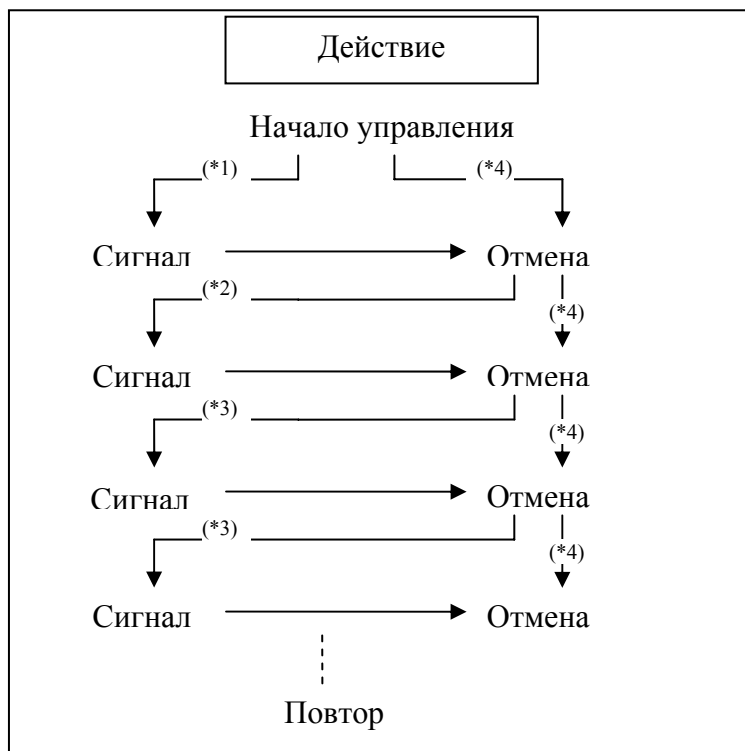 Действие
Начало управления
(*1) (*4)
Сигнал Отмена
(*2) (*4)
Сигнал Отмена
(*3) (*4)
Сигнал Отмена
(*3) (*4)
Сигнал Отмена
Повтор